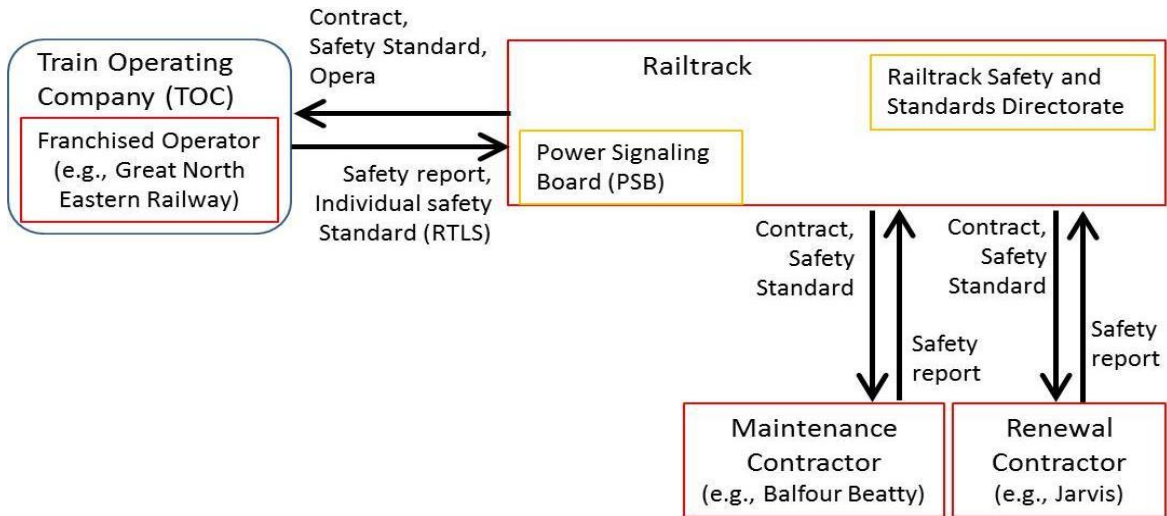 Contract,
Safety Standard,
Opera
Train Operating
Company (TOC)
Franchised Operator
(e.g., Great North
Eastern Railway)
Safety report,
Individual safety
Standard (RTLS)
Railtrack
Railtrack Safety and
Standards Directorate
Power Signaling
Board (PSB)
Contract,
Safety
Standard
Safety
report
Contract,
Safety
Standard
Safety
report
Maintenance
Contractor
(e.g., Balfour Beatty)
Renewal
Contractor
(e.g., Jarvis)